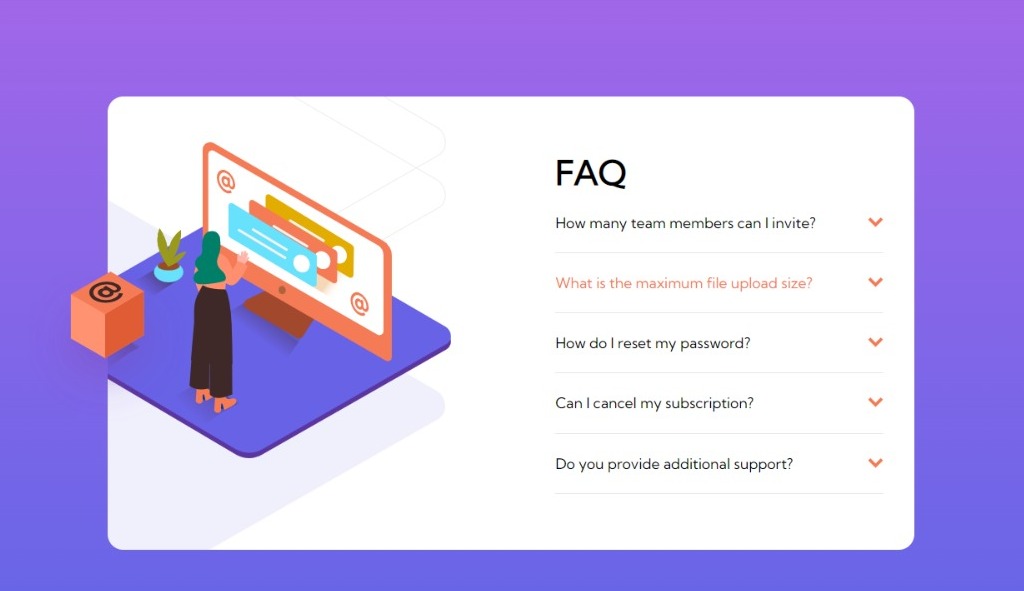 @
@
@
FAQ
How many team members can I invite?
What is the maximum file upload size?
How do I reset my password?
Can I cancel my subscription?
Do you provide additional support?